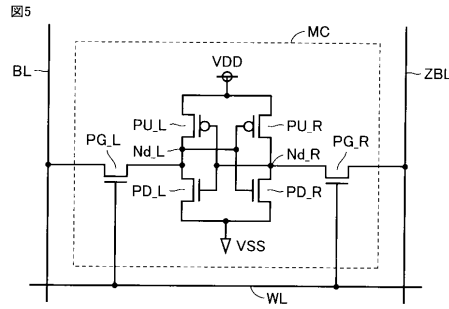 図5
MC
BL
VDD
ZBL
PU_L
PU_R
PG_L
Nd_L
Nd_R
PG_R
PD_L
PD_R
VSS
WL